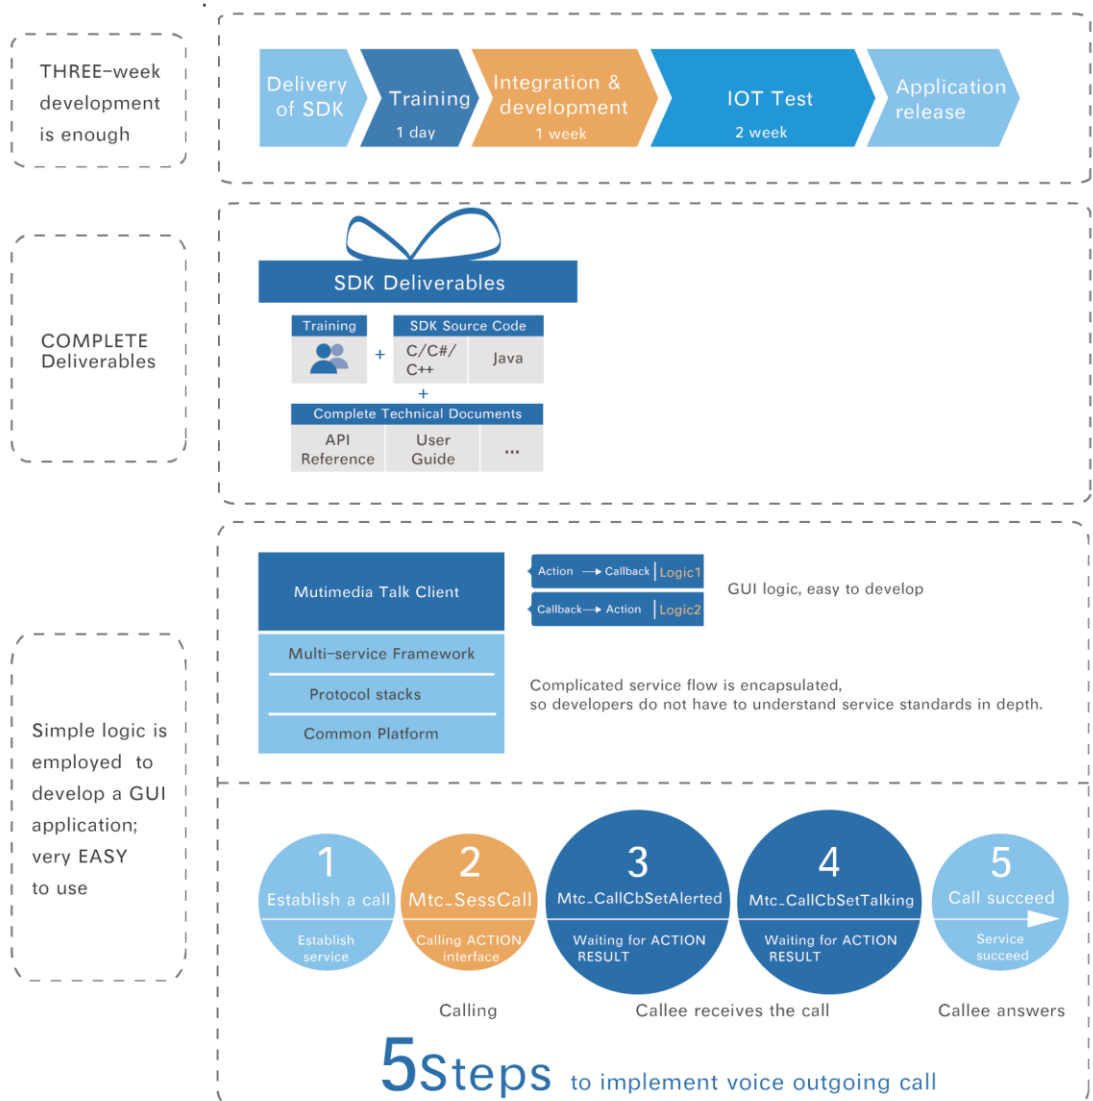 THREE-week
development
is enough
Delivery
of SDK
Training
1 day
Integration &
development
1 week
IOT Test
2 week
Application
release
COMPLETE
Deliverables
SDK Deliverables
Training
+
SDK Source Code
C/C#/
C++
Java
+
Complete Technical Documents
API
Reference
User
Guide
...
Simple logic is
employed to
develop a GUI
application;
very EASY
to use
Mutimedia Talk Client
Multi-service Framework
Protocol stacks
Common Platform
Action → Callback | Logic1
Callback → Action | Logic2
GUI logic, easy to develop
Complicated service flow is encapsulated,
so developers do not have to understand service standards in depth.
1
Establish a call
Establish
service
2
Mtc_SessCall
Calling ACTION
interface
3
Mtc_CallCbSetAlerted
Waiting for ACTION
RESULT
4
Mtc_CallCbSetTalking
Waiting for ACTION
RESULT
5
Call succeed
Service
succeed
Calling
Callee receives the call
Callee answers
5Steps to implement voice outgoing call